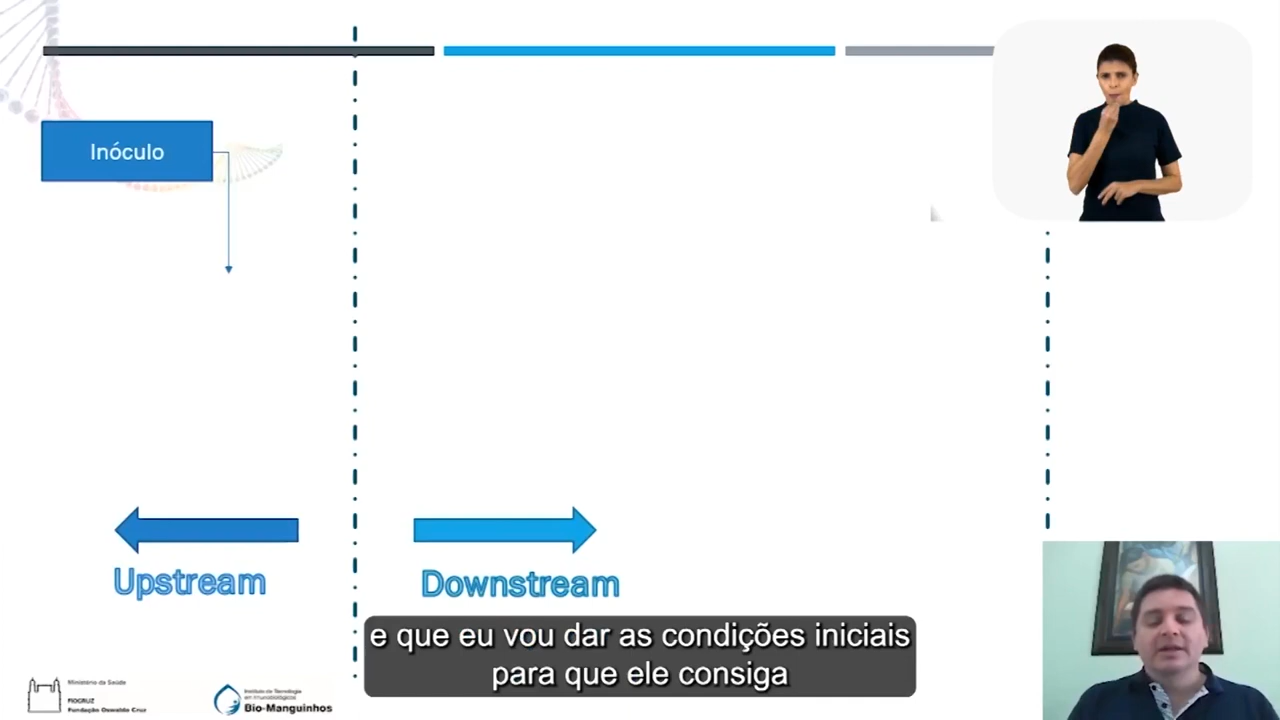 Inóculo
Upstream
Downstream
e que eu vou dar as condições iniciais
para que ele consiga
Ministério da Saúde
FIOCRUZ
Fundação Oswaldo Cruz
Instituto de Tecnologia
em Imunobiológicos
Bio-Manguinhos